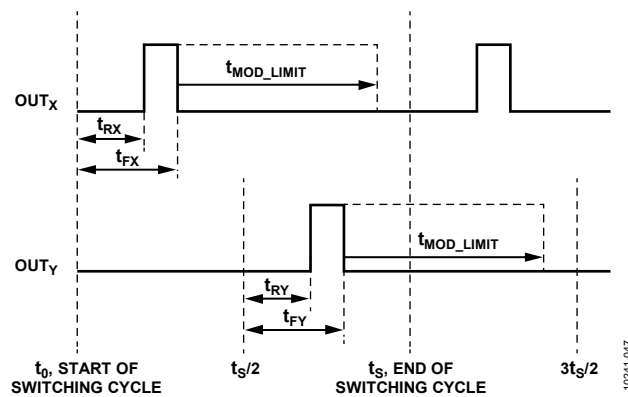 OUTX
tMOD_LIMIT
tRX
tFX
OUTY
tMOD_LIMIT
tRY
tFY
t0, START OF
SWITCHING CYCLE
tS/2
tS, END OF
SWITCHING CYCLE
3tS/2
10241-047